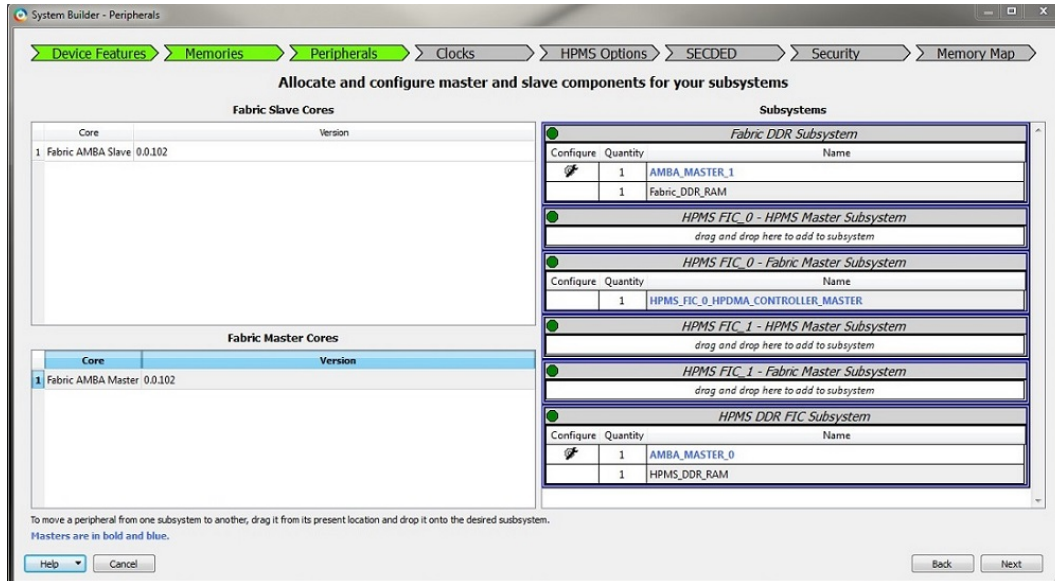 System Builder - Peripherals
Device Features Memories Peripherals Clocks HPMS Options SECDED Security Memory Map
Allocate and configure master and slave components for your subsystems
Fabric Slave Cores
Core Version
1 Fabric AMBA Slave 0.0.102
Fabric Master Cores
Core Version
1 Fabric AMBA Master 0.0.102
Subsystems
Fabric DDR Subsystem
Configure Quantity Name
1 AMBA_MASTER_1
1 Fabric_DDR_RAM
HPMS FIC_0 - HPMS Master Subsystem
drag and drop here to add to subsystem
HPMS FIC_0 - Fabric Master Subsystem
Configure Quantity Name
1 HPMS_FIC_0_HPDMA_CONTROLLER_MASTER
HPMS FIC_1 - HPMS Master Subsystem
drag and drop here to add to subsystem
HPMS FIC_1 - Fabric Master Subsystem
drag and drop here to add to subsystem
HPMS DDR FIC Subsystem
Configure Quantity Name
1 AMBA_MASTER_0
1 HPMS_DDR_RAM
To move a peripheral from one subsystem to another, drag it from its present location and drop it onto the desired susbsystem.
Masters are in bold and blue.
Help Cancel Back Next